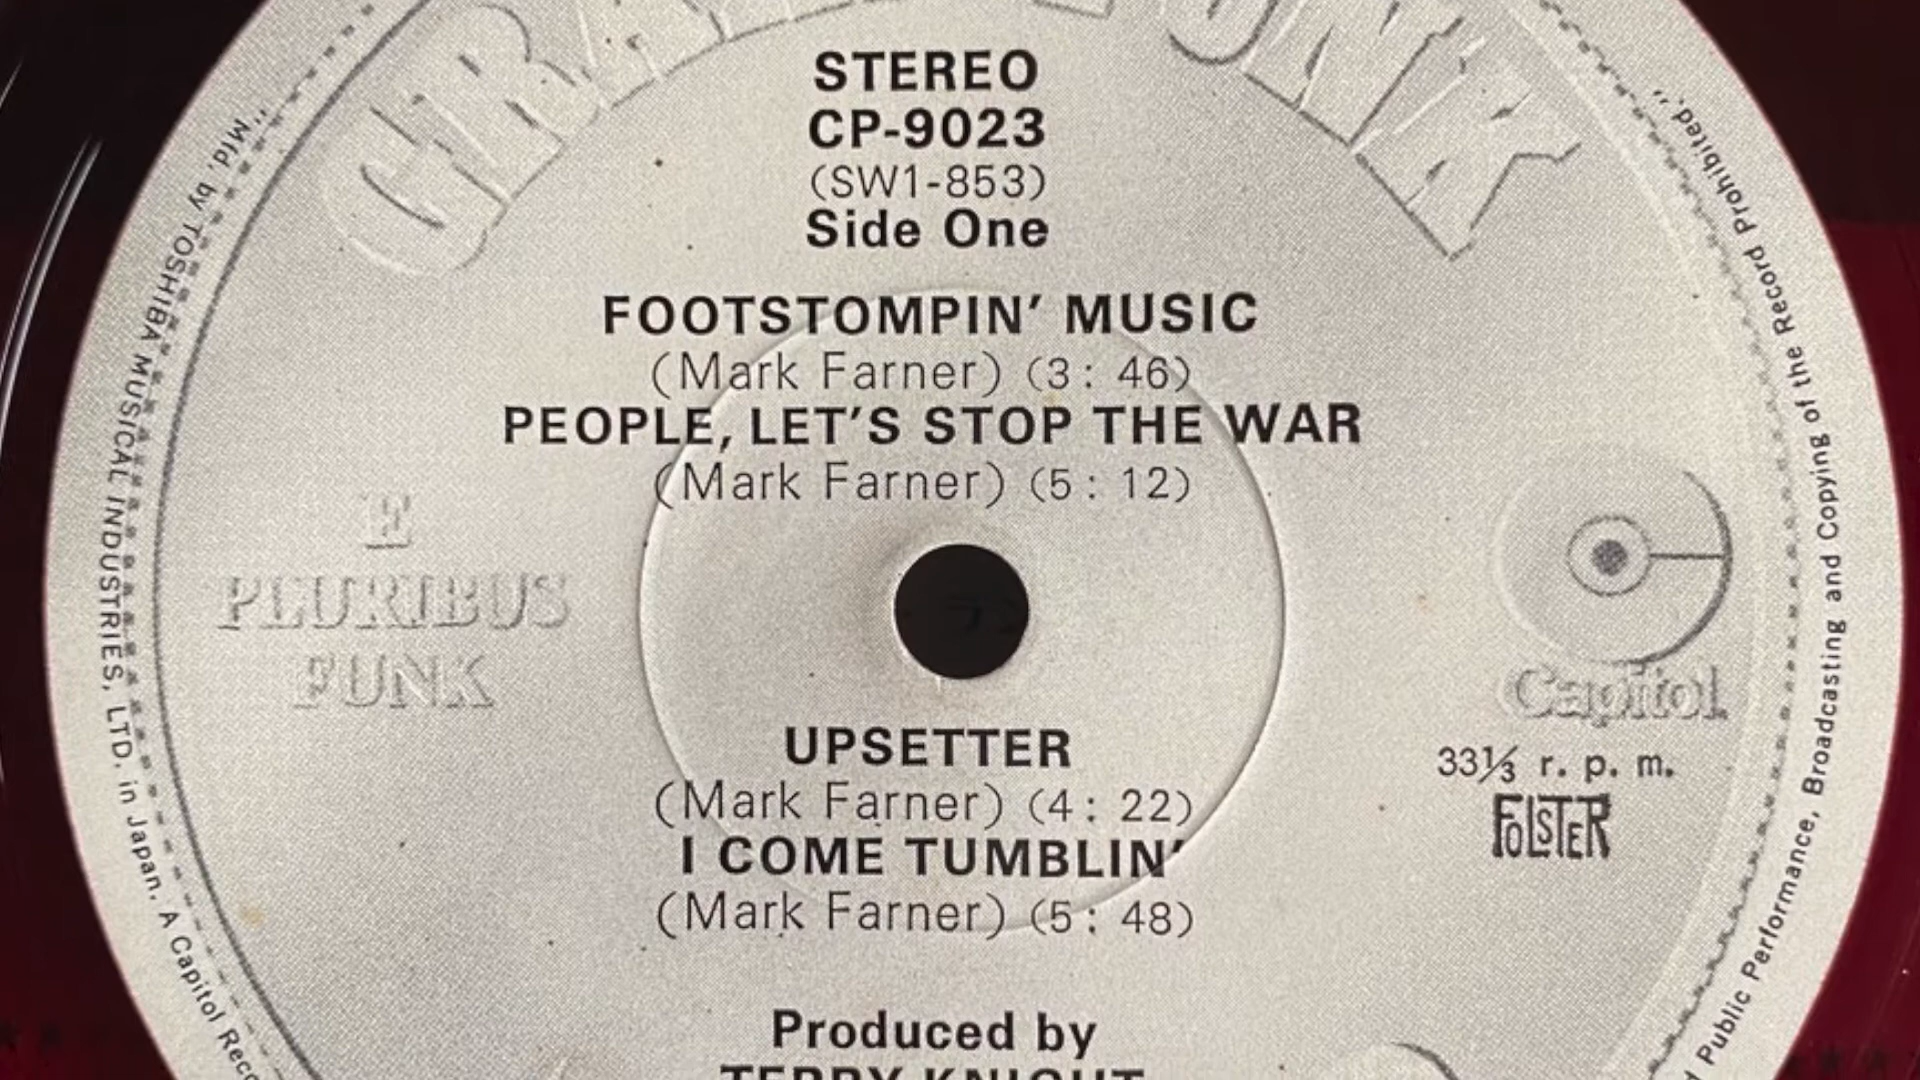 STEREO
CP-9023
(SW1-853)
Side One
FOOTSTOMPIN' MUSIC
(Mark Farner) (3: 46)
PEOPLE, LET'S STOP THE WAR
(Mark Farner) (5: 12)
E
PLURIBUS
FUNK
Capitol
33⅓ r. p. m.
FOLSTER
UPSETTER
(Mark Farner) (4: 22)
I COME TUMBLIN'
(Mark Farner) (5: 48)
Produced by
TERRY KNIGHT
"Mfd. by TOSHIBA MUSICAL INDUSTRIES, LTD. in Japan. A Capitol
Public Performance, Broadcasting and Copying of the Record Prohibited."
FUNK